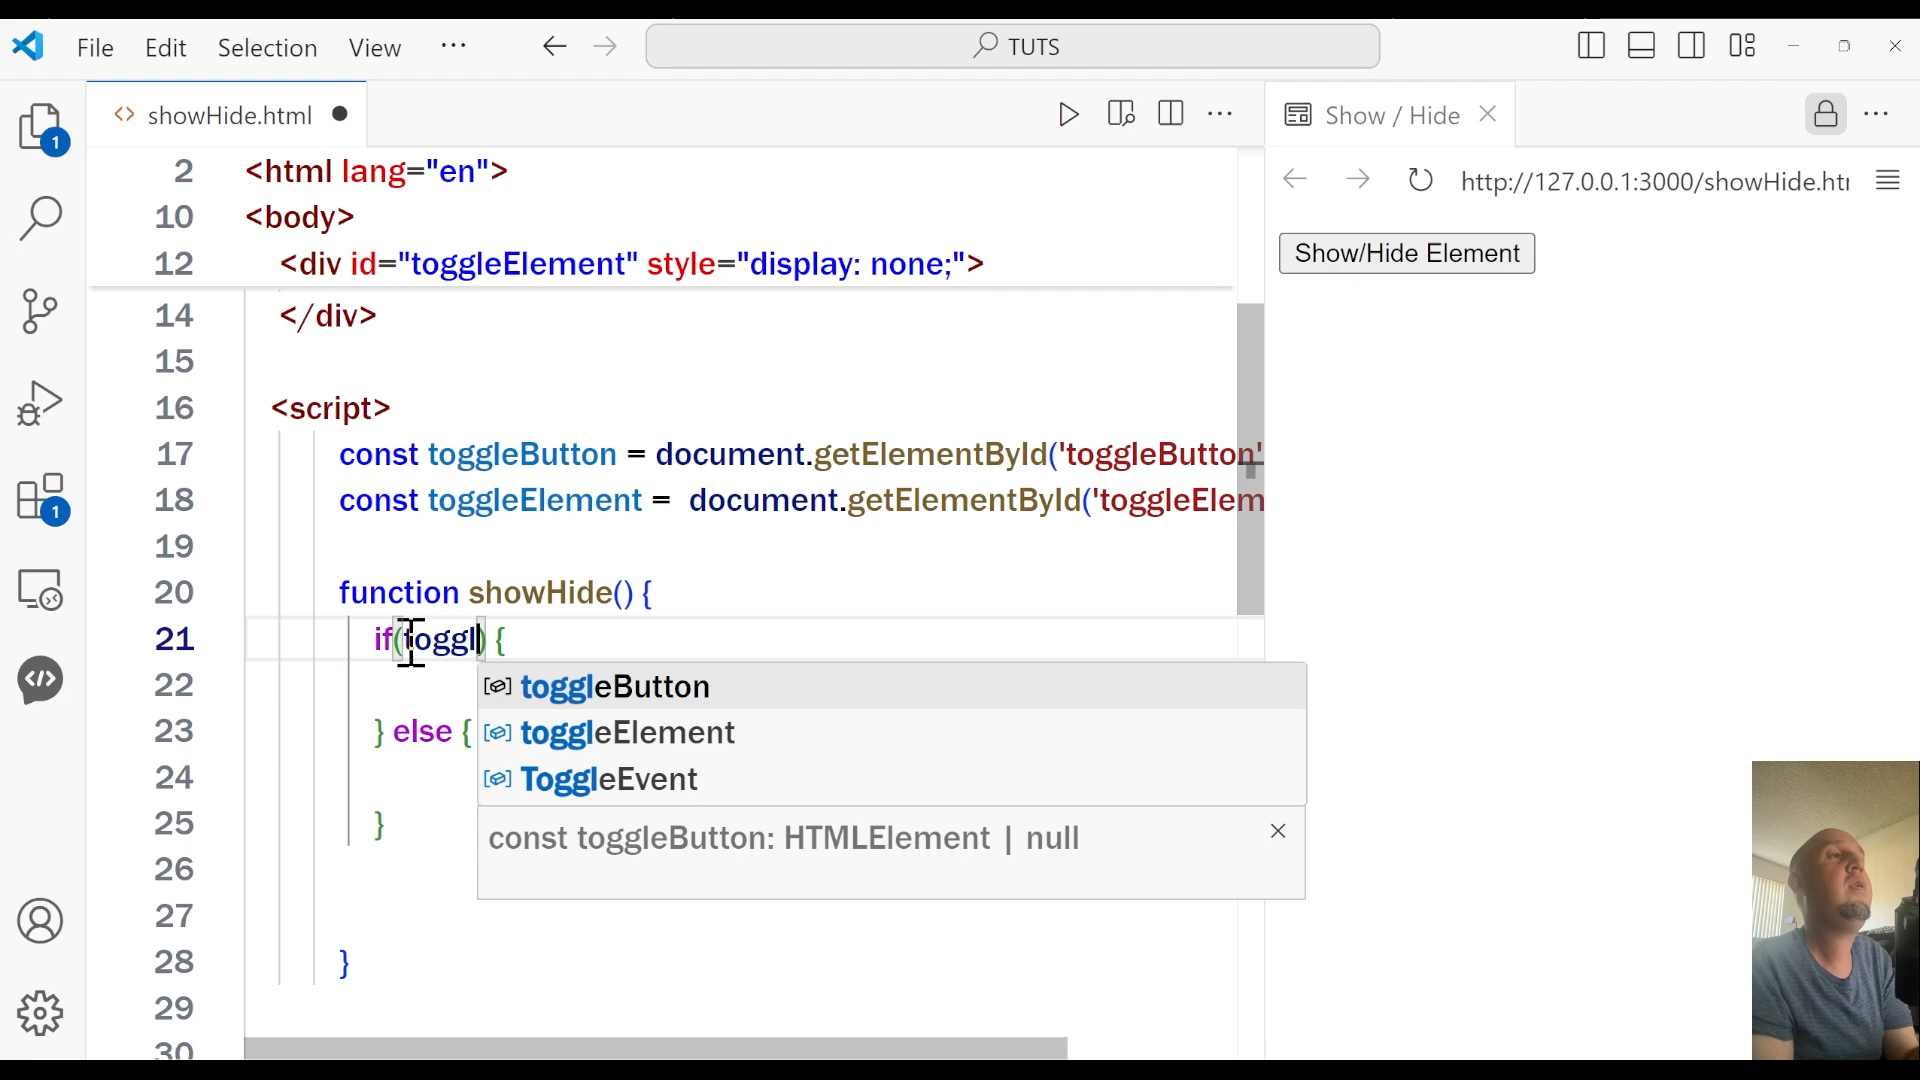 File Edit Selection View ··· TUTS
1
1
showHide.html
2 <html lang="en">
10 <body>
12 <div id="toggleElement" style="display: none;">
14 </div>
15
16 <script>
17 const toggleButton = document.getElementById('toggleButton'
18 const toggleElement = document.getElementById('toggleElem
19
20 function showHide() {
21 if(toggl) {
22
23 } else {
24
25 }
26
27
28 }
29
30
toggleButton
toggleElement
ToggleEvent
const toggleButton: HTMLElement | null
Show / Hide
http://127.0.0.1:3000/showHide.htm
Show/Hide Element